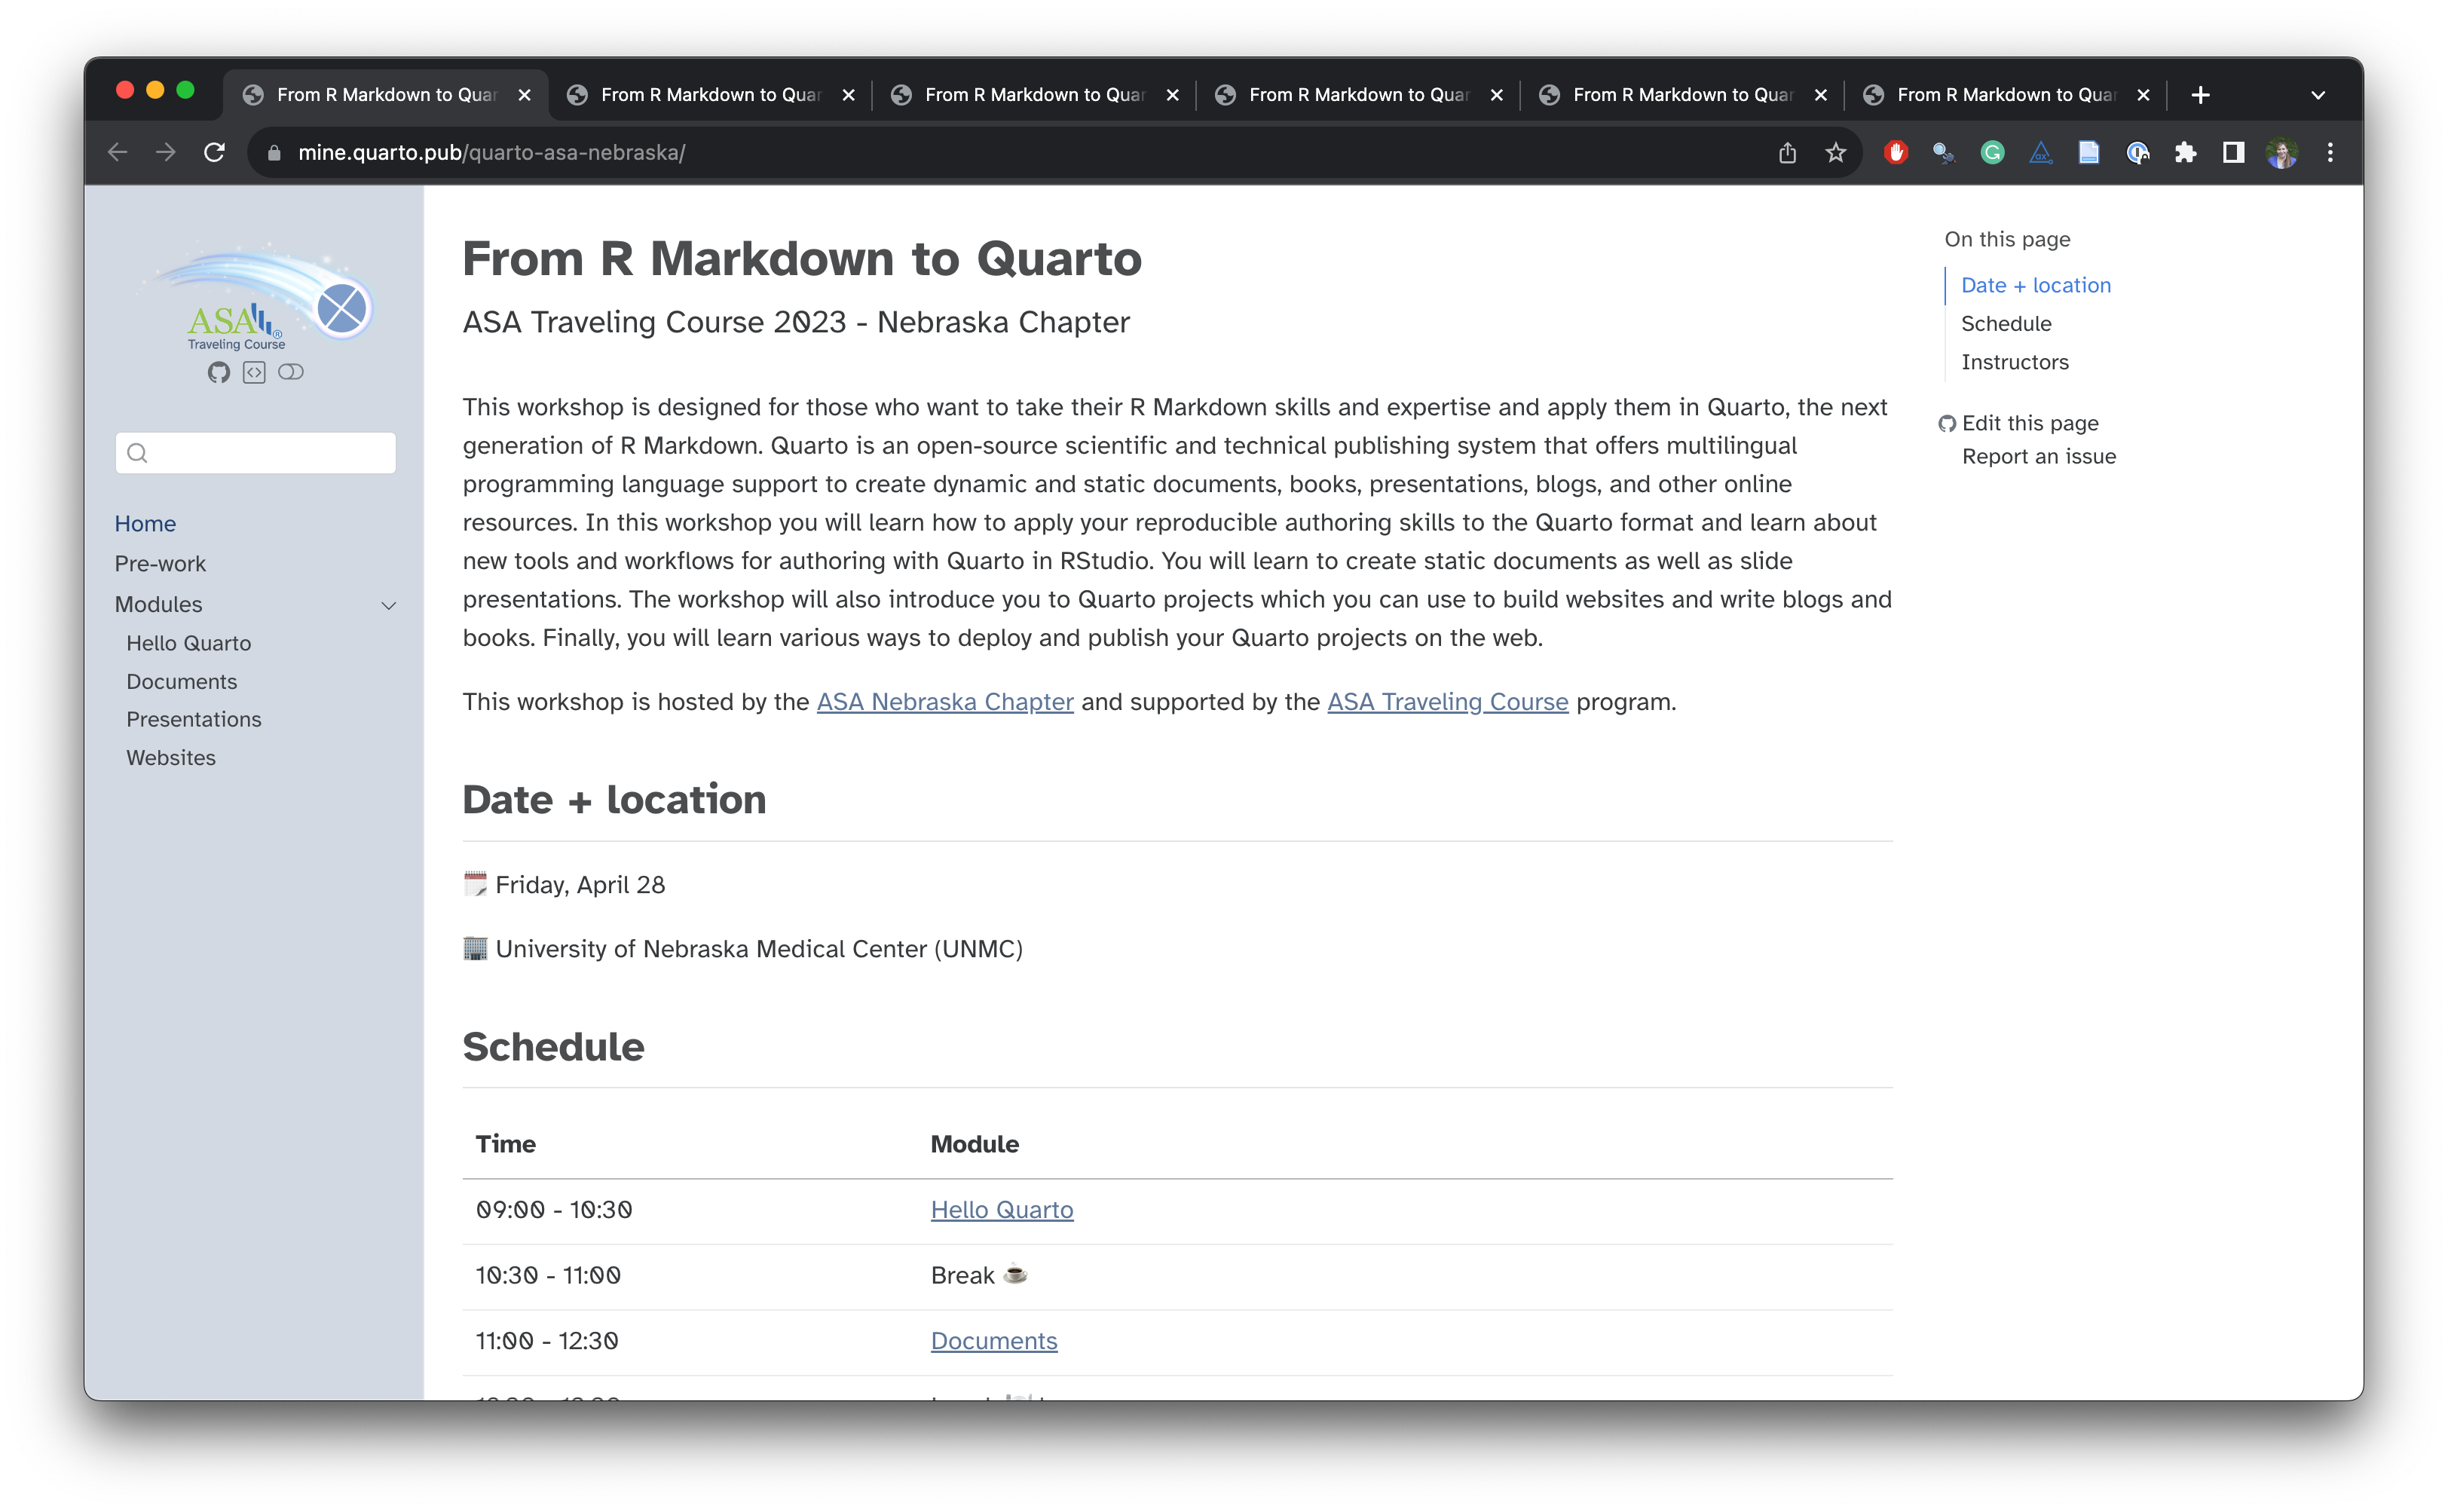 From R Markdown to Quar
From R Markdown to Quar
From R Markdown to Quar
From R Markdown to Quar
From R Markdown to Quar
From R Markdown to Quar
mine.quarto.pub/quarto-asa-nebraska/
ASA
Traveling Course
Home
Pre-work
Modules
Hello Quarto
Documents
Presentations
Websites
From R Markdown to Quarto
ASA Traveling Course 2023 - Nebraska Chapter
This workshop is designed for those who want to take their R Markdown skills and expertise and apply them in Quarto, the next
generation of R Markdown. Quarto is an open-source scientific and technical publishing system that offers multilingual
programming language support to create dynamic and static documents, books, presentations, blogs, and other online
resources. In this workshop you will learn how to apply your reproducible authoring skills to the Quarto format and learn about
new tools and workflows for authoring with Quarto in RStudio. You will learn to create static documents as well as slide
presentations. The workshop will also introduce you to Quarto projects which you can use to build websites and write blogs and
books. Finally, you will learn various ways to deploy and publish your Quarto projects on the web.
This workshop is hosted by the ASA Nebraska Chapter and supported by the ASA Traveling Course program.
Date + location
🗓️ Friday, April 28
🏢 University of Nebraska Medical Center (UNMC)
Schedule
Time Module
09:00 - 10:30 Hello Quarto
10:30 - 11:00 Break ☕
11:00 - 12:30 Documents
On this page
Date + location
Schedule
Instructors
Edit this page
Report an issue